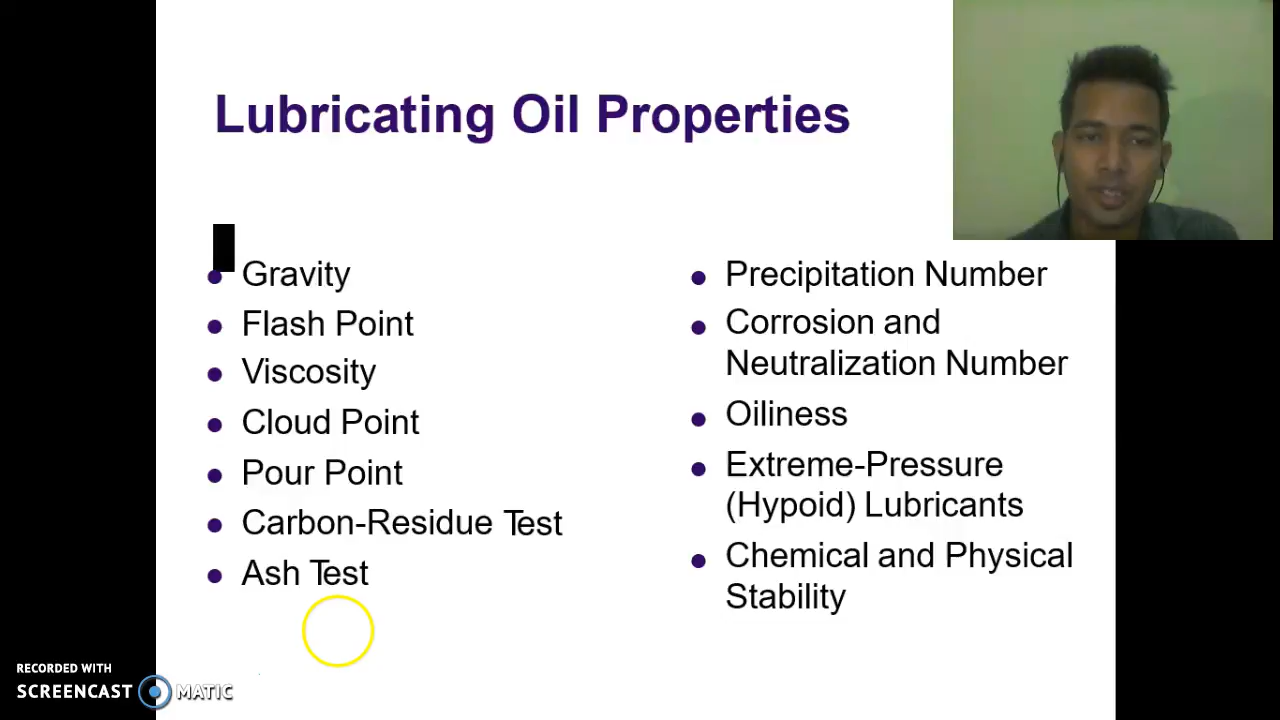 Lubricating Oil Properties
Gravity
Flash Point
Viscosity
Cloud Point
Pour Point
Carbon-Residue Test
Ash Test
Precipitation Number
Corrosion and
Neutralization Number
Oiliness
Extreme-Pressure
(Hypoid) Lubricants
Chemical and Physical
Stability
RECORDED WITH
SCREENCAST MATIC